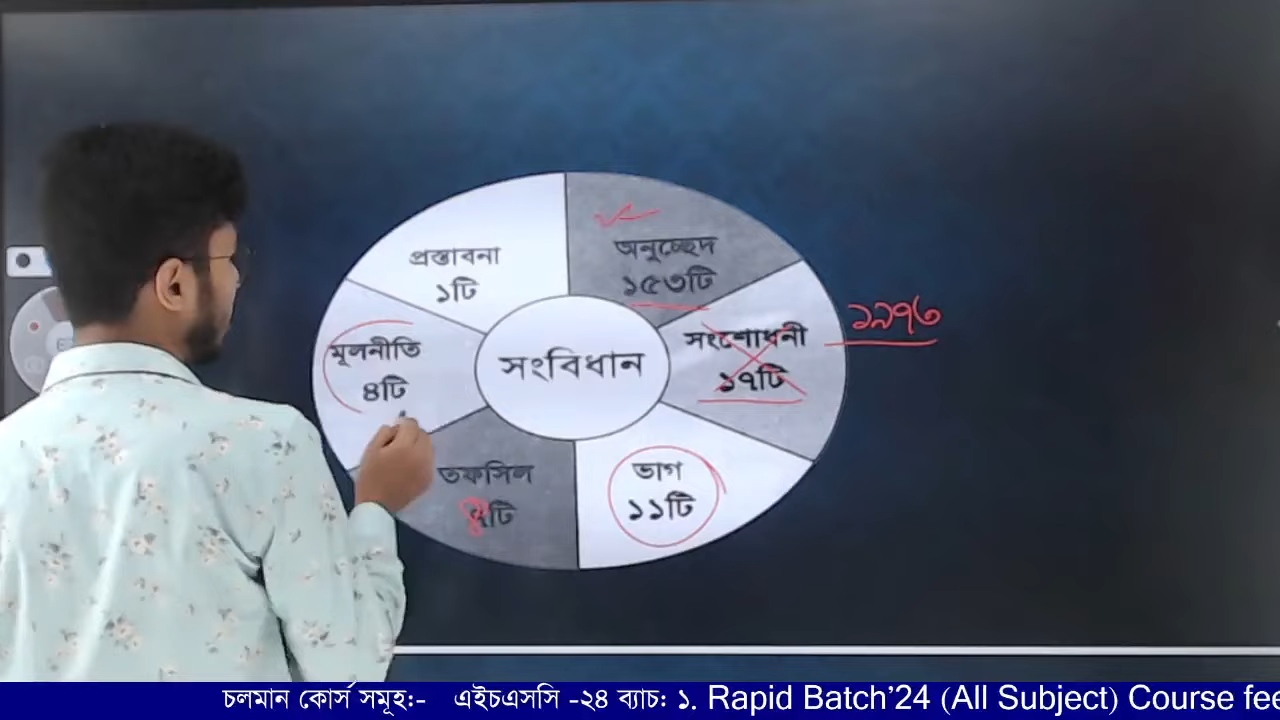 প্রস্তাবনা
১টি
অনুচ্ছেদ
১৫৩টি
মূলনীতি
৪টি
সংবিধান
সংশোধনী
১৭টি
১৯৭৩
তফসিল
৪টি
ভাগ
১১টি
চলমান কোর্স সমূহঃ- এইচএসসি -২৪ ব্যাচঃ ১. Rapid Batch’24 (All Subject) Course fee